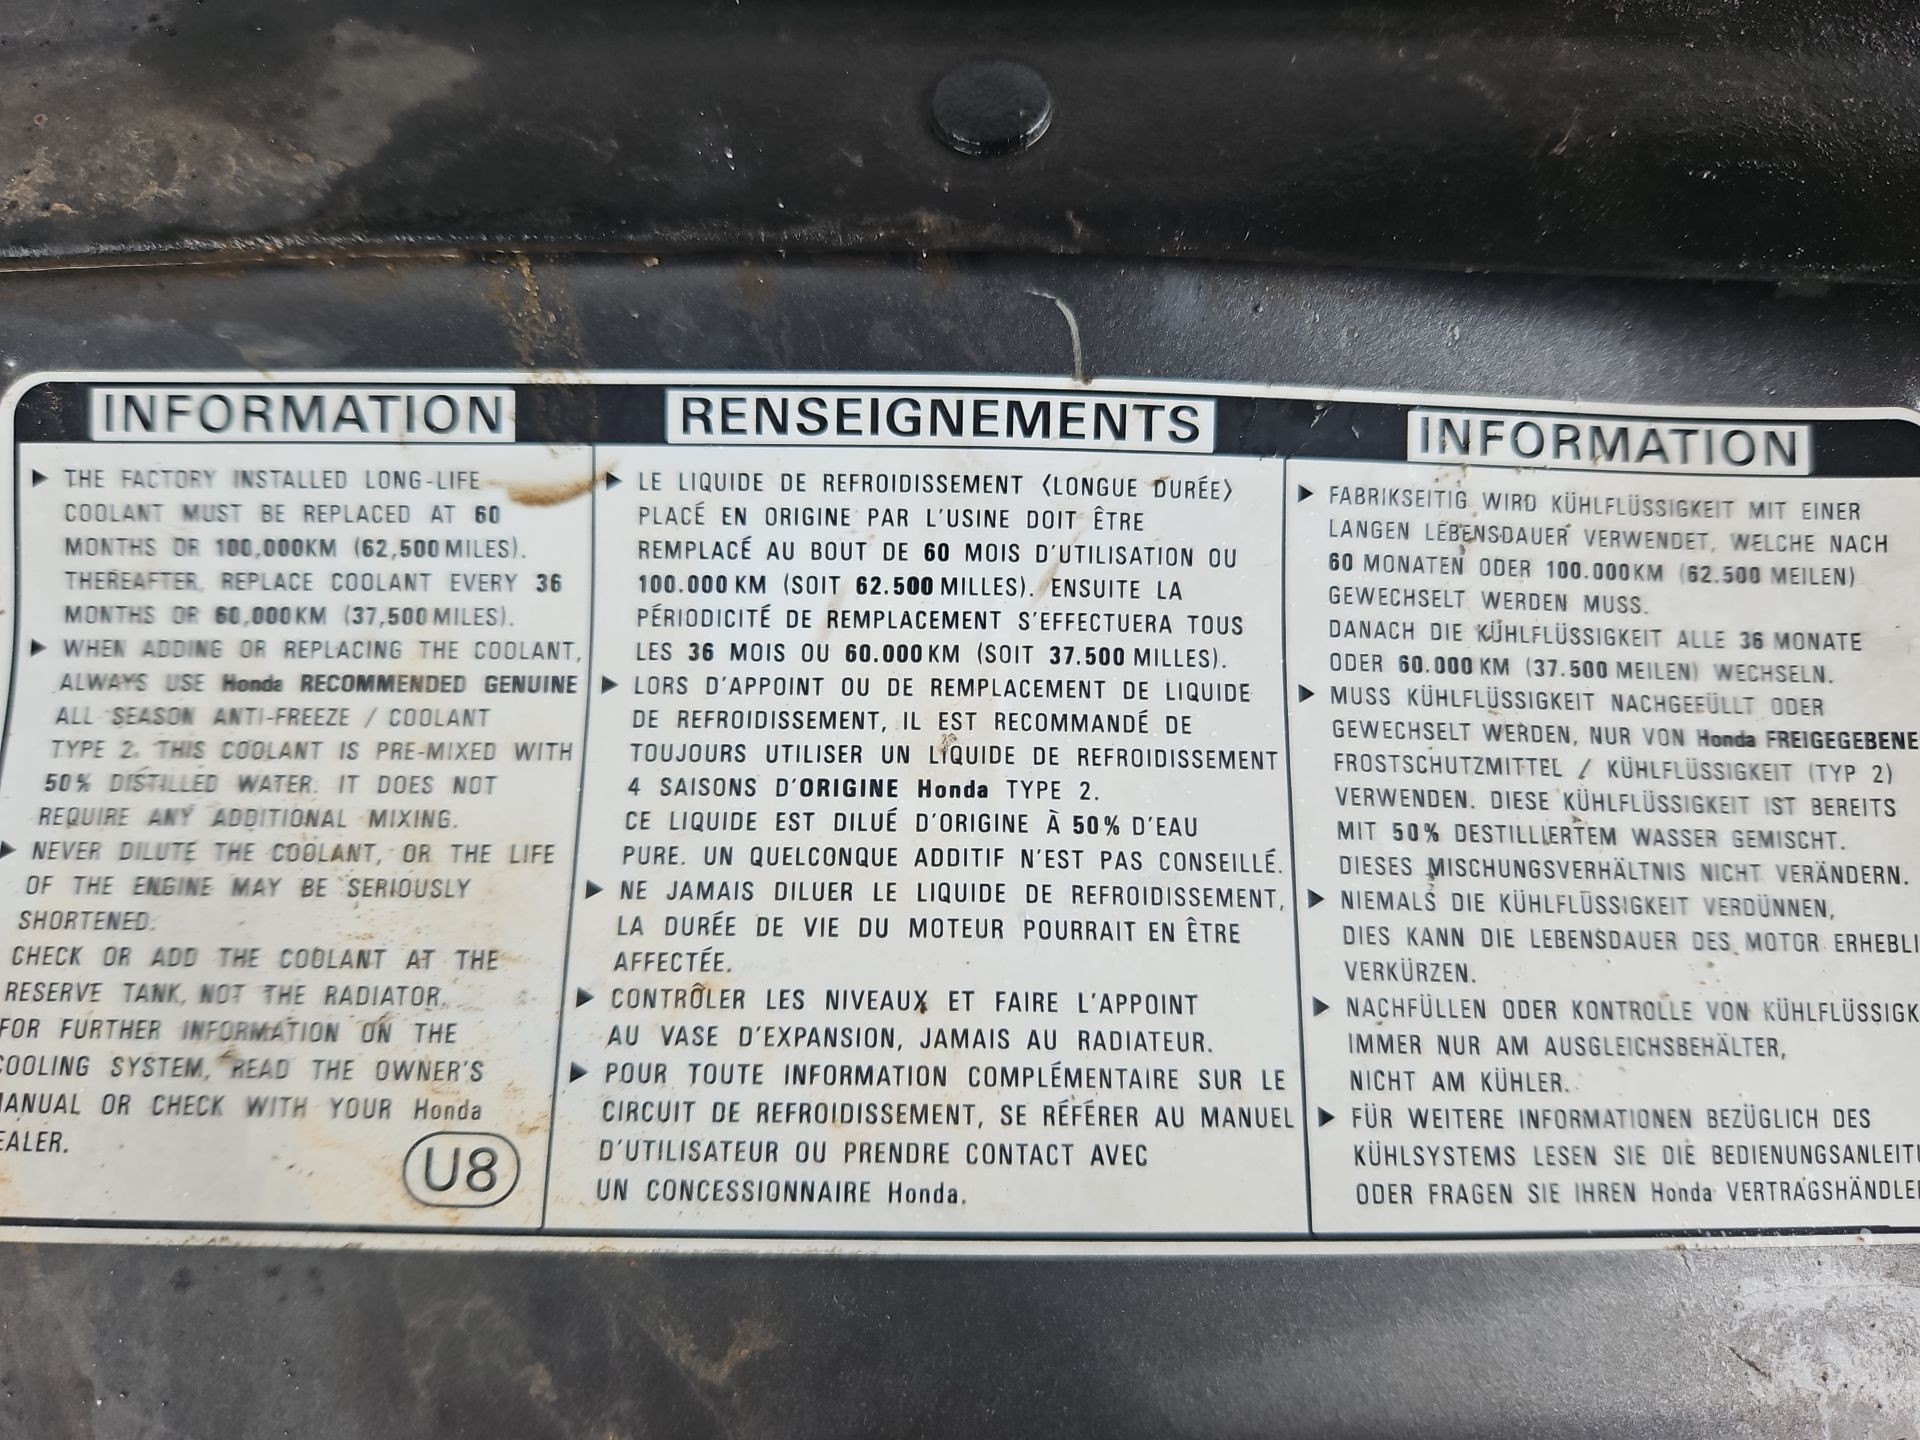 INFORMATION
▶ THE FACTORY INSTALLED LONG-LIFE
COOLANT MUST BE REPLACED AT 60
MONTHS OR 100,000KM (62,500MILES).
THEREAFTER, REPLACE COOLANT EVERY 36
MONTHS OR 60,000KM (37,500MILES).
▶ WHEN ADDING OR REPLACING THE COOLANT,
ALWAYS USE Honda RECOMMENDED GENUINE
ALL SEASON ANTI-FREEZE / COOLANT
TYPE 2. THIS COOLANT IS PRE-MIXED WITH
50% DISTILLED WATER. IT DOES NOT
REQUIRE ANY ADDITIONAL MIXING.
▶ NEVER DILUTE THE COOLANT, OR THE LIFE
OF THE ENGINE MAY BE SERIOUSLY
SHORTENED.
CHECK OR ADD THE COOLANT AT THE
RESERVE TANK, NOT THE RADIATOR.
FOR FURTHER INFORMATION ON THE
COOLING SYSTEM, READ THE OWNER'S
MANUAL OR CHECK WITH YOUR Honda
EALER.
U8
RENSEIGNEMENTS
▶ LE LIQUIDE DE REFROIDISSEMENT 〈LONGUE DURÉE〉
PLACÉ EN ORIGINE PAR L'USINE DOIT ÊTRE
REMPLACÉ AU BOUT DE 60 MOIS D'UTILISATION OU
100.000KM (SOIT 62.500MILLES). ENSUITE LA
PÉRIODICITÉ DE REMPLACEMENT S'EFFECTUERA TOUS
LES 36 MOIS OU 60.000KM (SOIT 37.500MILLES).
▶ LORS D'APPOINT OU DE REMPLACEMENT DE LIQUIDE
DE REFROIDISSEMENT, IL EST RECOMMANDÉ DE
TOUJOURS UTILISER UN LIQUIDE DE REFROIDISSEMENT
4 SAISONS D'ORIGINE Honda TYPE 2.
CE LIQUIDE EST DILUÉ D'ORIGINE À 50% D'EAU
PURE. UN QUELCONQUE ADDITIF N'EST PAS CONSEILLÉ.
▶ NE JAMAIS DILUER LE LIQUIDE DE REFROIDISSEMENT,
LA DURÉE DE VIE DU MOTEUR POURRAIT EN ÊTRE
AFFECTÉE.
▶ CONTRÔLER LES NIVEAUX ET FAIRE L'APPOINT
AU VASE D'EXPANSION, JAMAIS AU RADIATEUR.
▶ POUR TOUTE INFORMATION COMPLÉMENTAIRE SUR LE
CIRCUIT DE REFROIDISSEMENT, SE RÉFÉRER AU MANUEL
D'UTILISATEUR OU PRENDRE CONTACT AVEC
UN CONCESSIONNAIRE Honda.
INFORMATION
▶ FABRIKSEITIG WIRD KÜHLFLÜSSIGKEIT MIT EINER
LANGEN LEBENSDAUER VERWENDET, WELCHE NACH
60 MONATEN ODER 100.000KM (62.500 MEILEN)
GEWECHSELT WERDEN MUSS.
DANACH DIE KÜHLFLÜSSIGKEIT ALLE 36 MONATE
ODER 60.000KM (37.500 MEILEN) WECHSELN.
▶ MUSS KÜHLFLÜSSIGKEIT NACHGEFÜLLT ODER
GEWECHSELT WERDEN, NUR VON Honda FREIGEGEBENE
FROSTSCHUTZMITTEL / KÜHLFLÜSSIGKEIT (TYP 2)
VERWENDEN. DIESE KÜHLFLÜSSIGKEIT IST BEREITS
MIT 50% DESTILLIERTEM WASSER GEMISCHT.
DIESES MISCHUNGSVERHÄLTNIS NICHT VERÄNDERN.
▶ NIEMALS DIE KÜHLFLÜSSIGKEIT VERDÜNNEN,
DIES KANN DIE LEBENSDAUER DES MOTOR ERHEBLI
VERKÜRZEN.
▶ NACHFÜLLEN ODER KONTROLLE VON KÜHLFLÜSSIGK
IMMER NUR AM AUSGLEICHSBEHÄLTER,
NICHT AM KÜHLER.
▶ FÜR WEITERE INFORMATIONEN BEZÜGLICH DES
KÜHLSYSTEMS LESEN SIE DIE BEDIENUNGSANLEITU
ODER FRAGEN SIE IHREN Honda VERTRAGSHÄNDLE